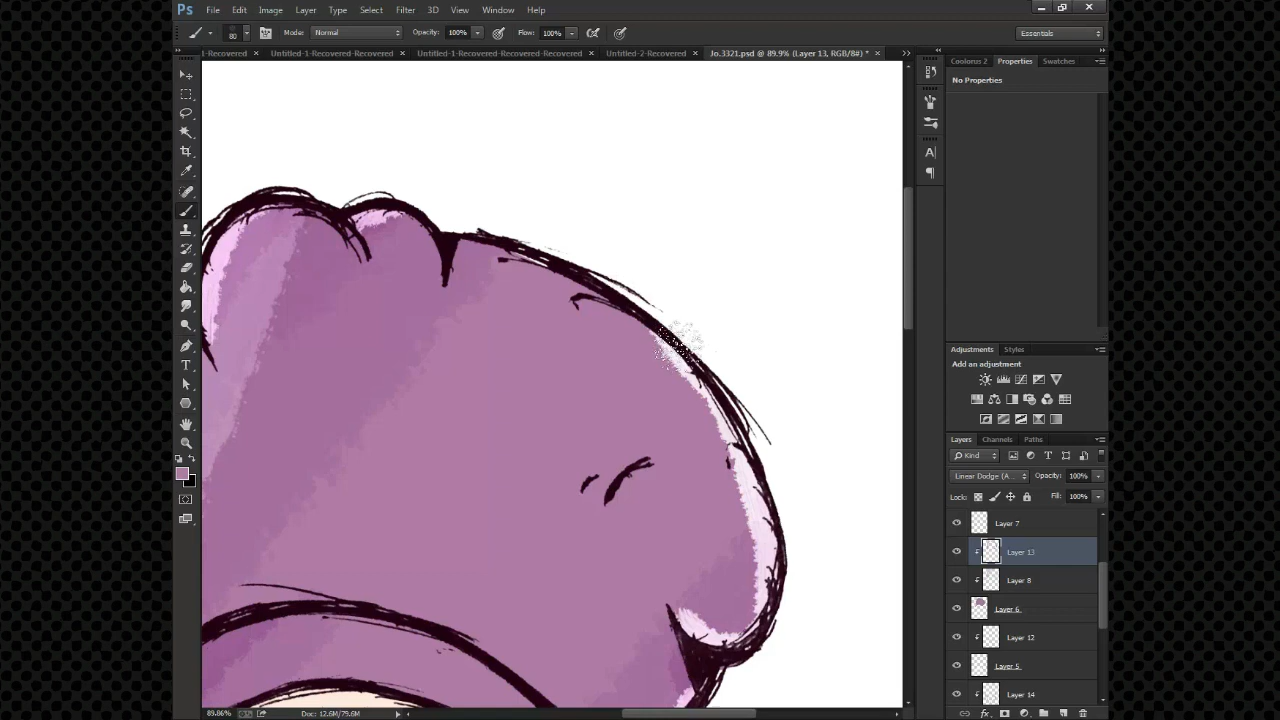 Ps File Edit Image Layer Type Select Filter 3D View Window Help
80 Mode: Normal Opacity: 100% Flow: 100% Essentials
l-Recovered × Untitled-1-Recovered-Recovered × Untitled-1-Recovered-Recovered-Recovered × Untitled-2-Recovered × Jo.3321.psd @ 89.9% (Layer 13, RGB/8#) * ×
Coolorus 2 Properties Swatches
No Properties
Adjustments Styles
Add an adjustment
Layers Channels Paths
Kind
Linear Dodge (A... Opacity: 100%
Lock: Fill: 100%
Layer 7
Layer 13
Layer 8
Layer 6
Layer 12
Layer 5
Layer 14
89.86% Doc: 12.6M/79.6M